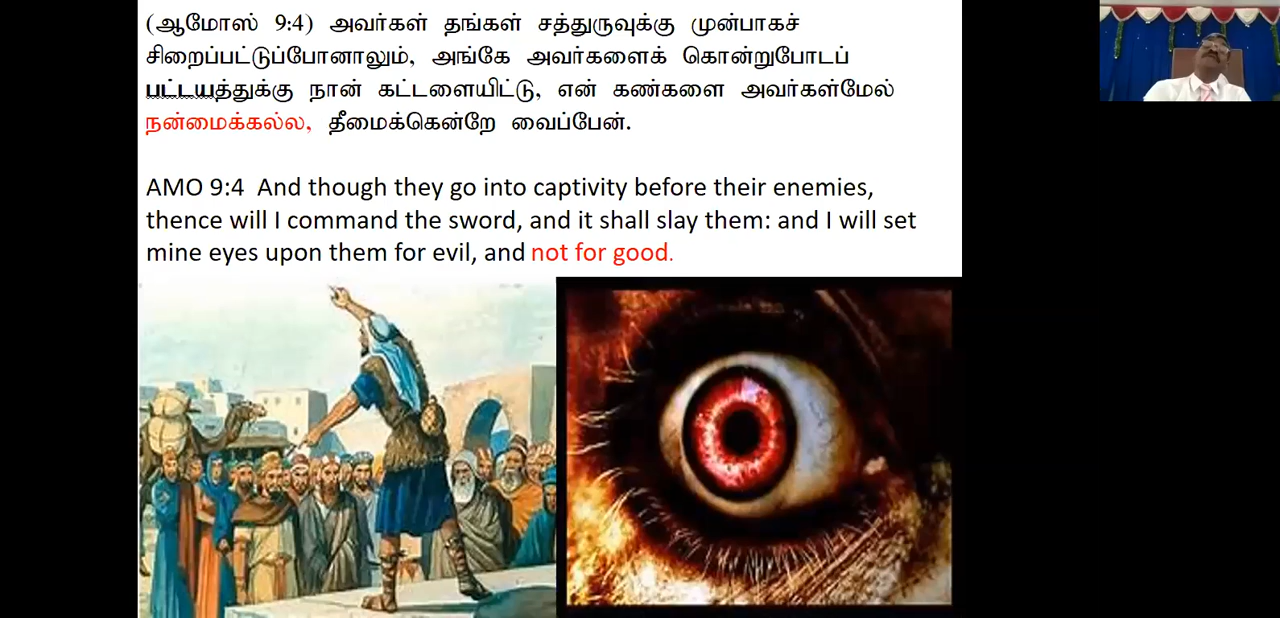 (ஆமோஸ் 9:4) அவர்கள் தங்கள் சத்துருவுக்கு முன்பாகச்
சிறைப்பட்டுப்போனாலும், அங்கே அவர்களைக் கொன்றுபோடப்
பட்டயத்துக்கு நான் கட்டளையிட்டு, என் கண்களை அவர்கள்மேல்
நன்மைக்கல்ல, தீமைக்கென்றே வைப்பேன்.
AMO 9:4 And though they go into captivity before their enemies,
thence will I command the sword, and it shall slay them: and I will set
mine eyes upon them for evil, and not for good.